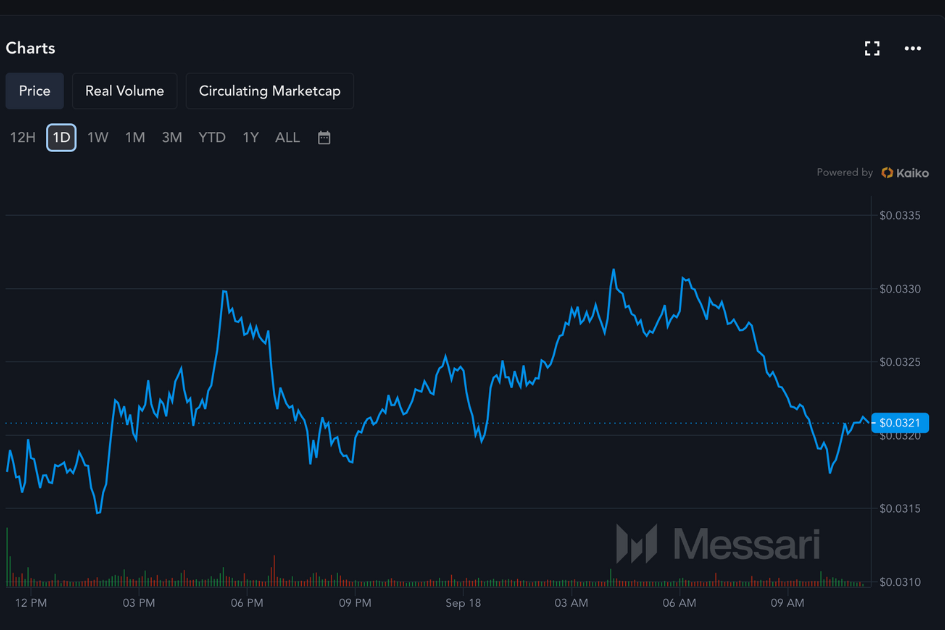 Charts
Price Real Volume Circulating Marketcap
12H 1D 1W 1M 3M YTD 1Y ALL
Powered by Kaiko
$0.0335
$0.0330
$0.0325
$0.0321
$0.0320
$0.0315
Messari
$0.0310
12 PM 03 PM 06 PM 09 PM Sep 18 03 AM 06 AM 09 AM